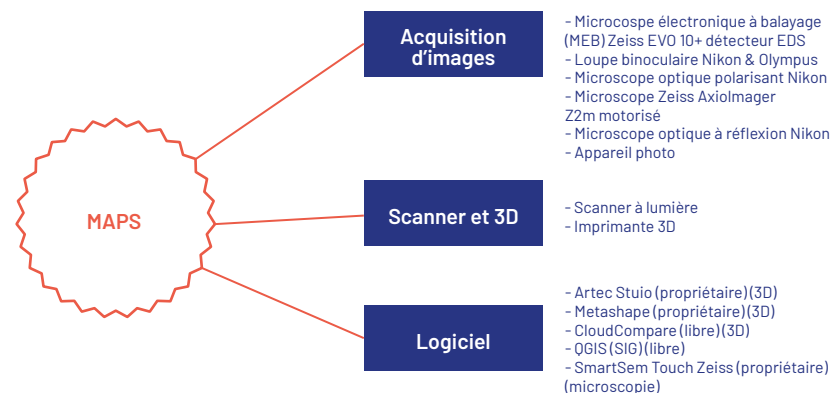 MAPS
Acquisition
d'images
- Microcospe électronique à balayage
(MEB) Zeiss EVO 10+ détecteur EDS
- Loupe binoculaire Nikon & Olympus
- Microscope optique polarisant Nikon
- Microscope Zeiss AxioImager
Z2m motorisé
- Microscope optique à réflexion Nikon
- Appareil photo
Scanner et 3D
- Scanner à lumière
- Imprimante 3D
Logiciel
- Artec Stuio (propriétaire) (3D)
- Metashape (propriétaire) (3D)
- CloudCompare (libre) (3D)
- QGIS (SIG) (libre)
- SmartSem Touch Zeiss (propriétaire)
(microscopie)